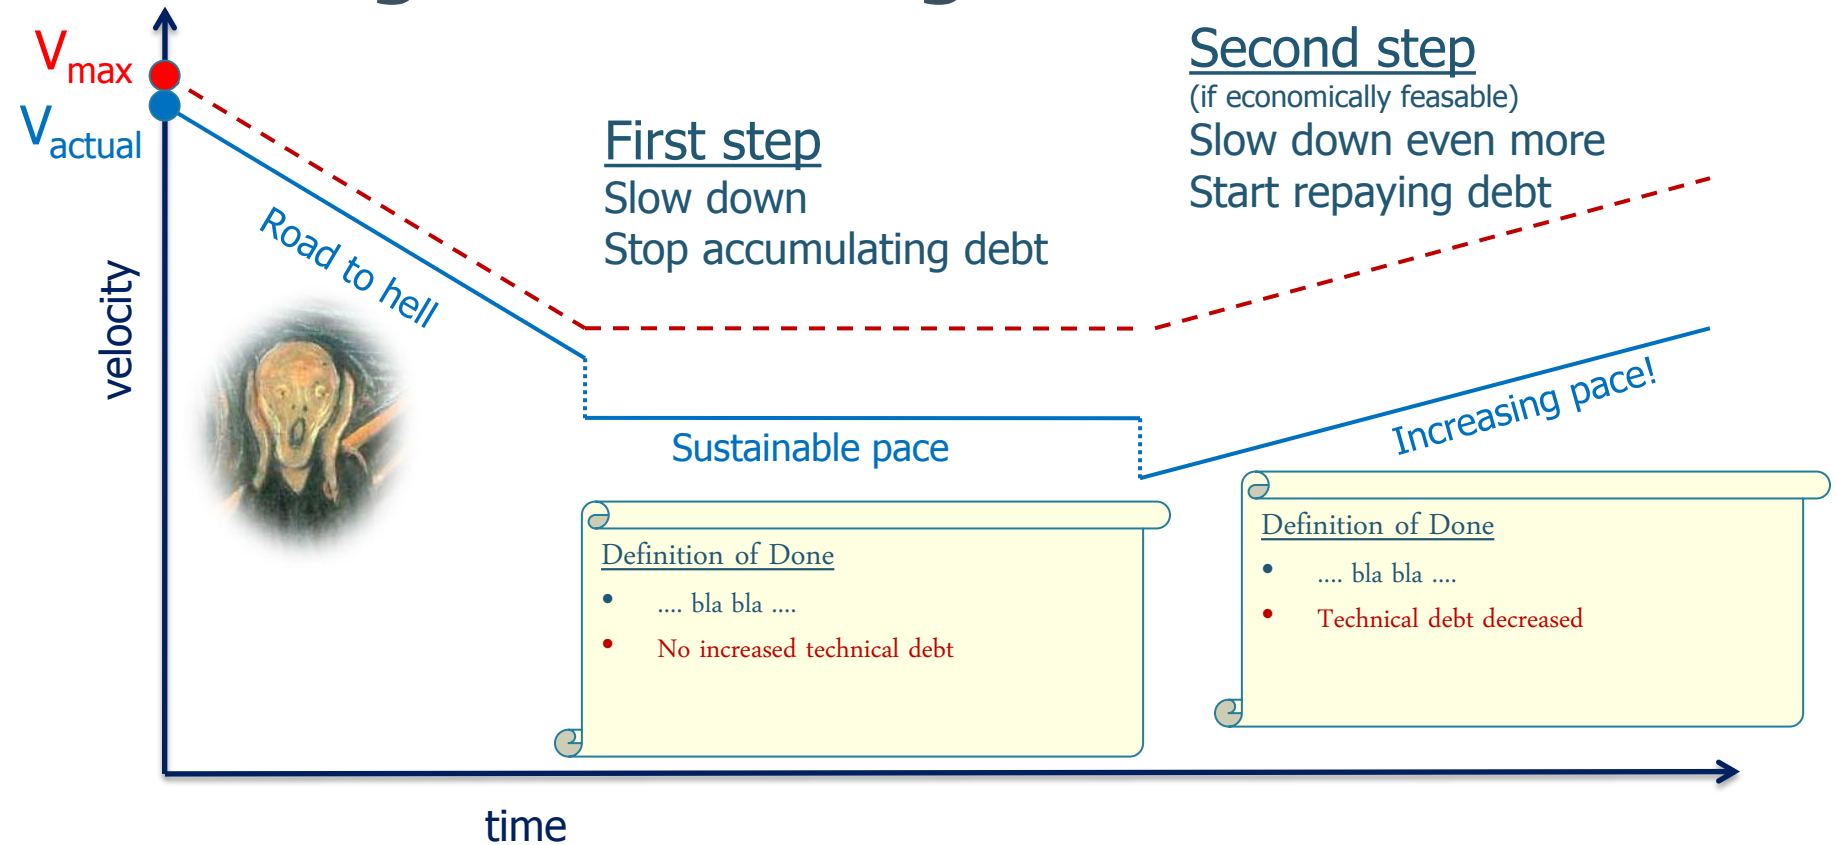 Vmax
Vactual
velocity
time
Road to hell
First step
Slow down
Stop accumulating debt
Sustainable pace
Definition of Done
• .... bla bla ....
• No increased technical debt
Second step
(if economically feasable)
Slow down even more
Start repaying debt
Increasing pace!
Definition of Done
• .... bla bla ....
• Technical debt decreased